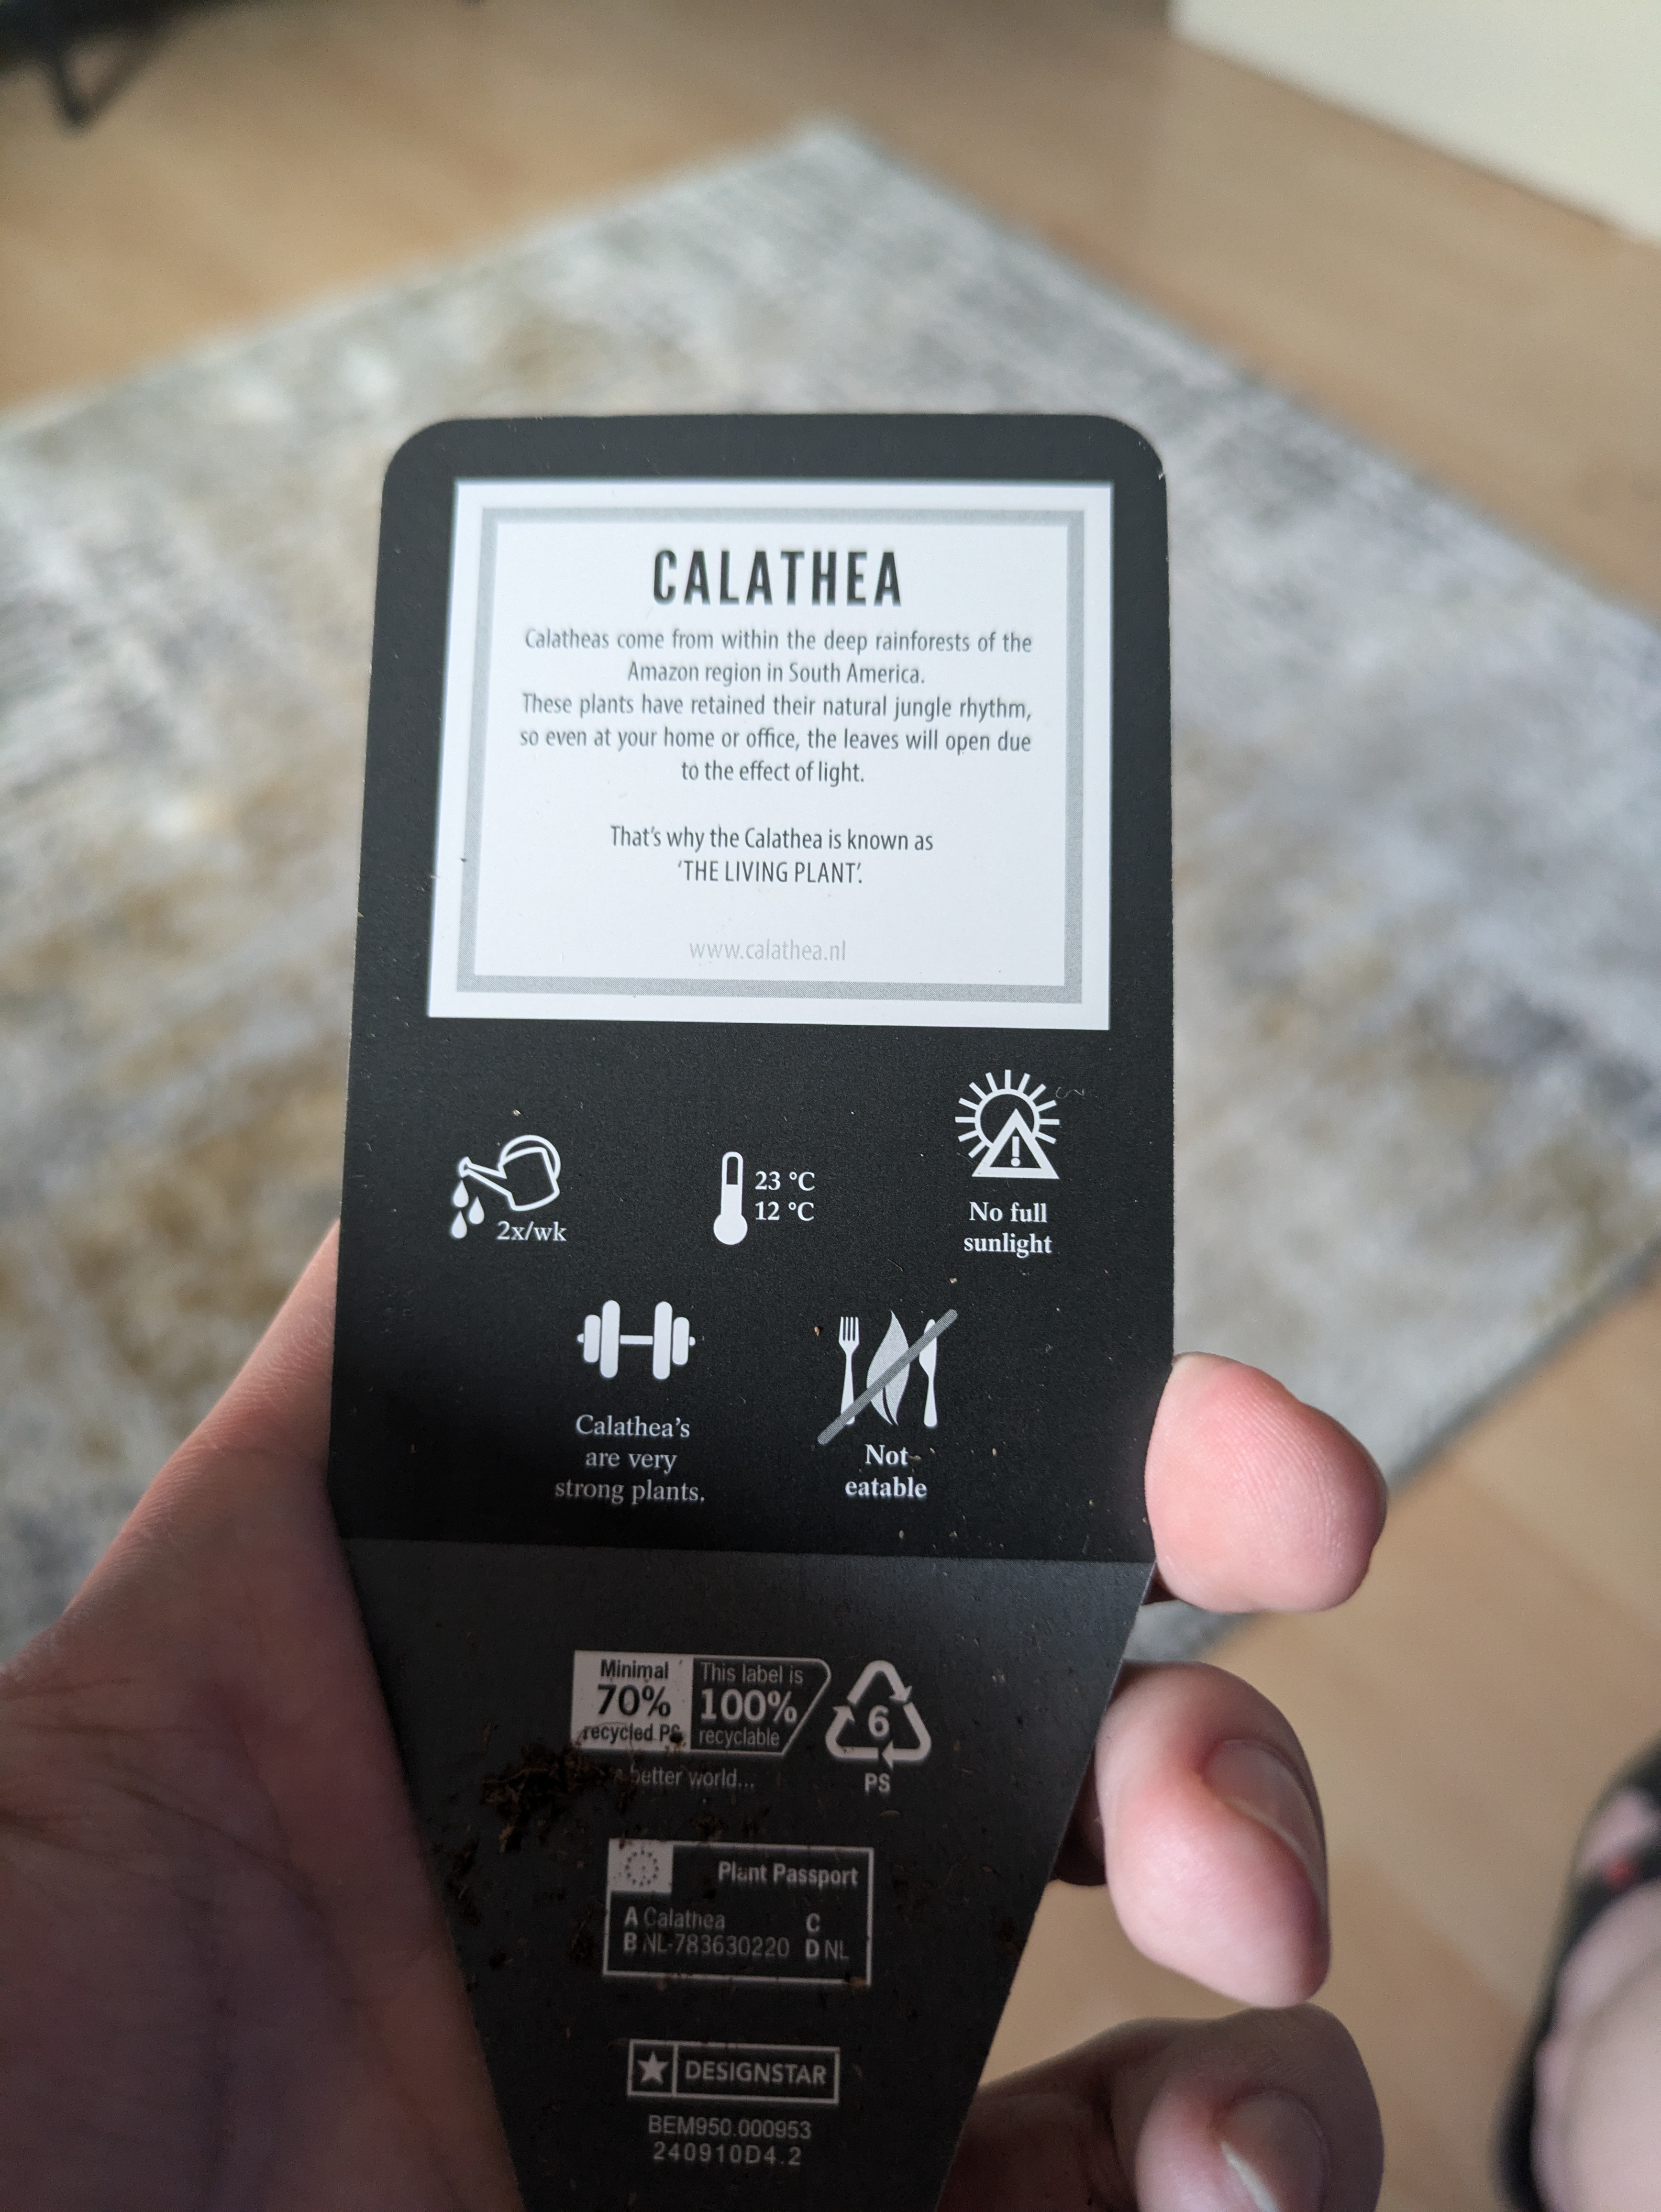 CALATHEA
Calatheas come from within the deep rainforests of the
Amazon region in South America.
These plants have retained their natural jungle rhythm,
so even at your home or office, the leaves will open due
to the effect of light.
That's why the Calathea is known as
'THE LIVING PLANT'.
www.calathea.nl
2x/wk
23 °C
12 °C
No full
sunlight
Calathea's
are very
strong plants.
Not
eatable
Minimal
70%
recycled PS
This label is
100%
recyclable
6
PS
better world...
Plant Passport
A Calathea C
B NL-783630220 D NL
DESIGNSTAR
BEM950.000953
240910D4.2